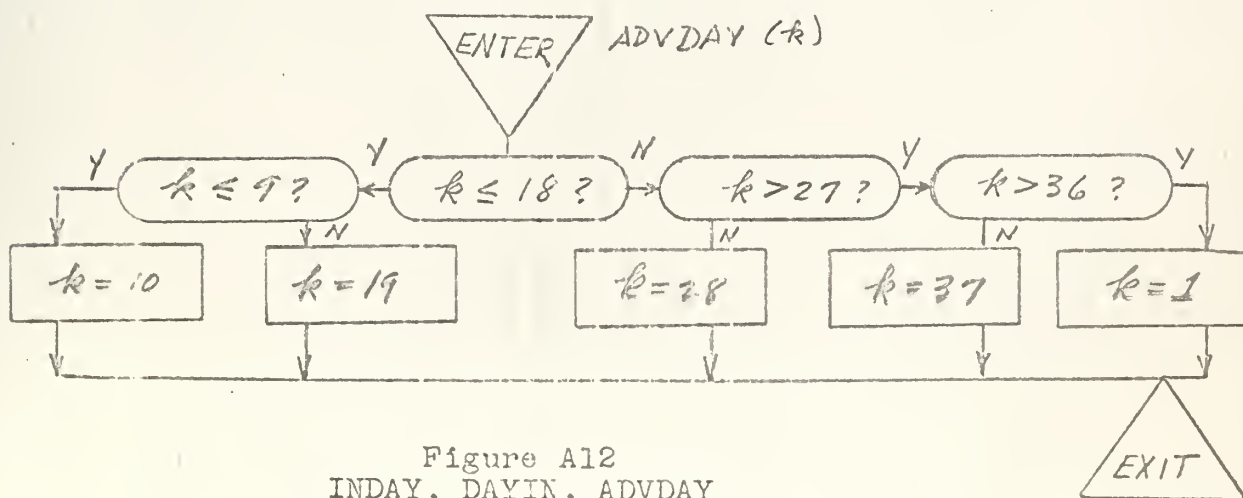 ENTER ADVDAY (k)
Y Y N Y Y
k ≤ 9 ? k ≤ 18 ? k > 27 ? k > 36 ?
N N N
k = 10 k = 19 k = 28 k = 37 k = 1
EXIT
Figure A12
INDAY, DAYIN, ADVDAY